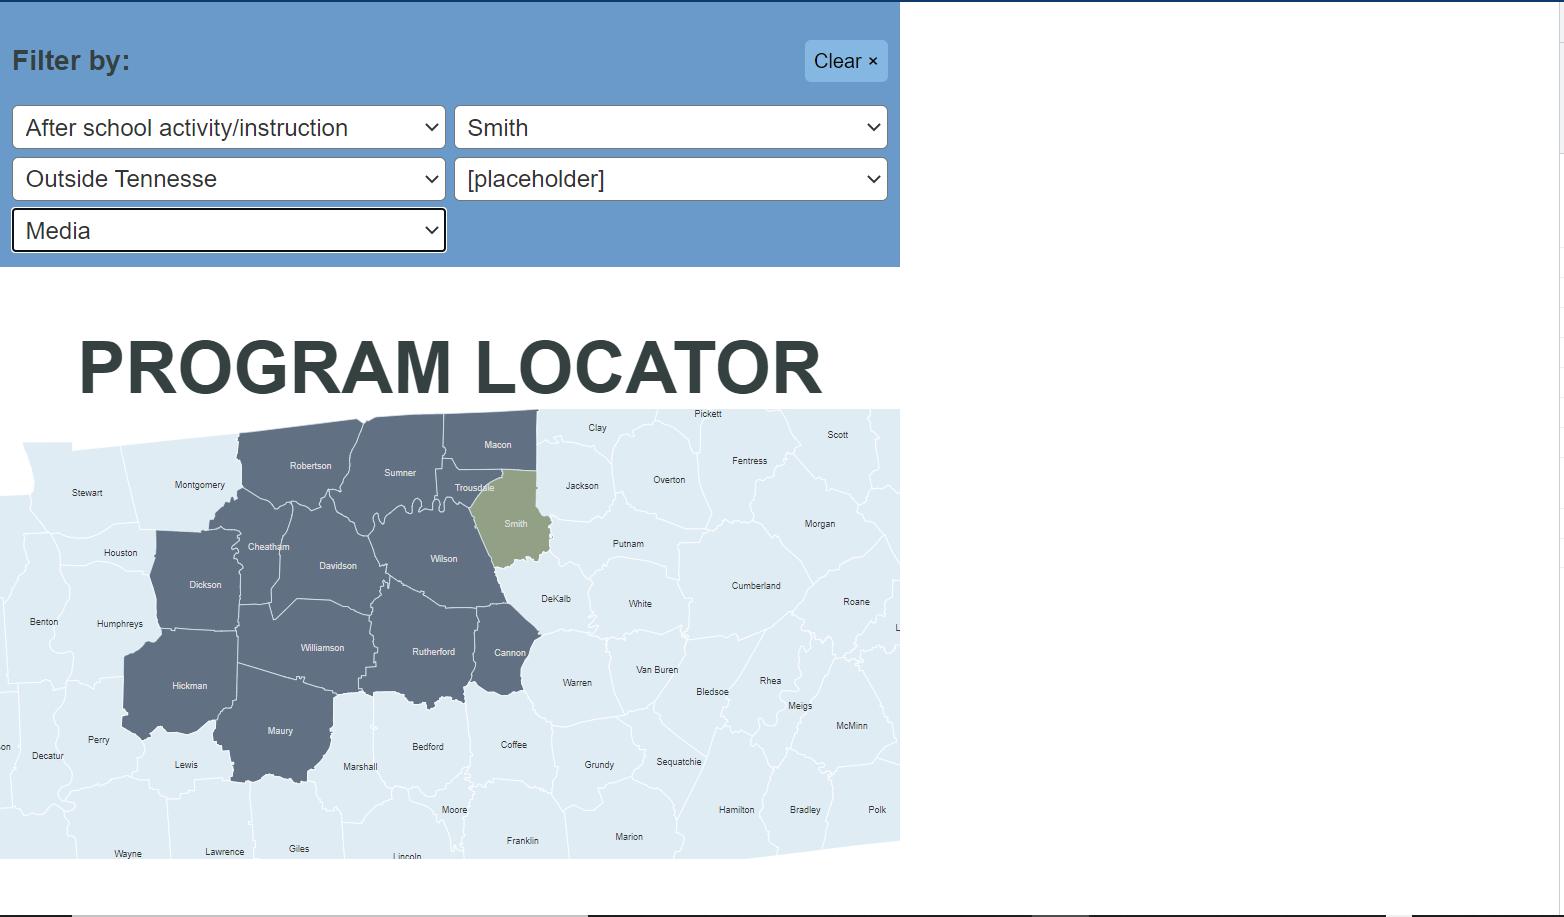 Filter by:
Clear ×
After school activity/instruction
Smith
Outside Tennesse
[placeholder]
Media
PROGRAM LOCATOR
Pickett
Clay
Scott
Macon
Robertson
Sumner
Fentress
Stewart
Montgomery
Trousdale
Jackson
Overton
Smith
Morgan
Houston
Cheatham
Davidson
Wilson
Putnam
Dickson
Cumberland
DeKalb
White
Roane
Benton
Humphreys
L
Williamson
Rutherford
Cannon
Van Buren
Hickman
Warren
Bledsoe
Rhea
Meigs
McMinn
Maury
Perry
on
Decatur
Bedford
Coffee
Lewis
Marshall
Grundy
Sequatchie
Moore
Hamilton
Bradley
Polk
Marion
Franklin
Wayne
Lawrence
Giles
Lincoln